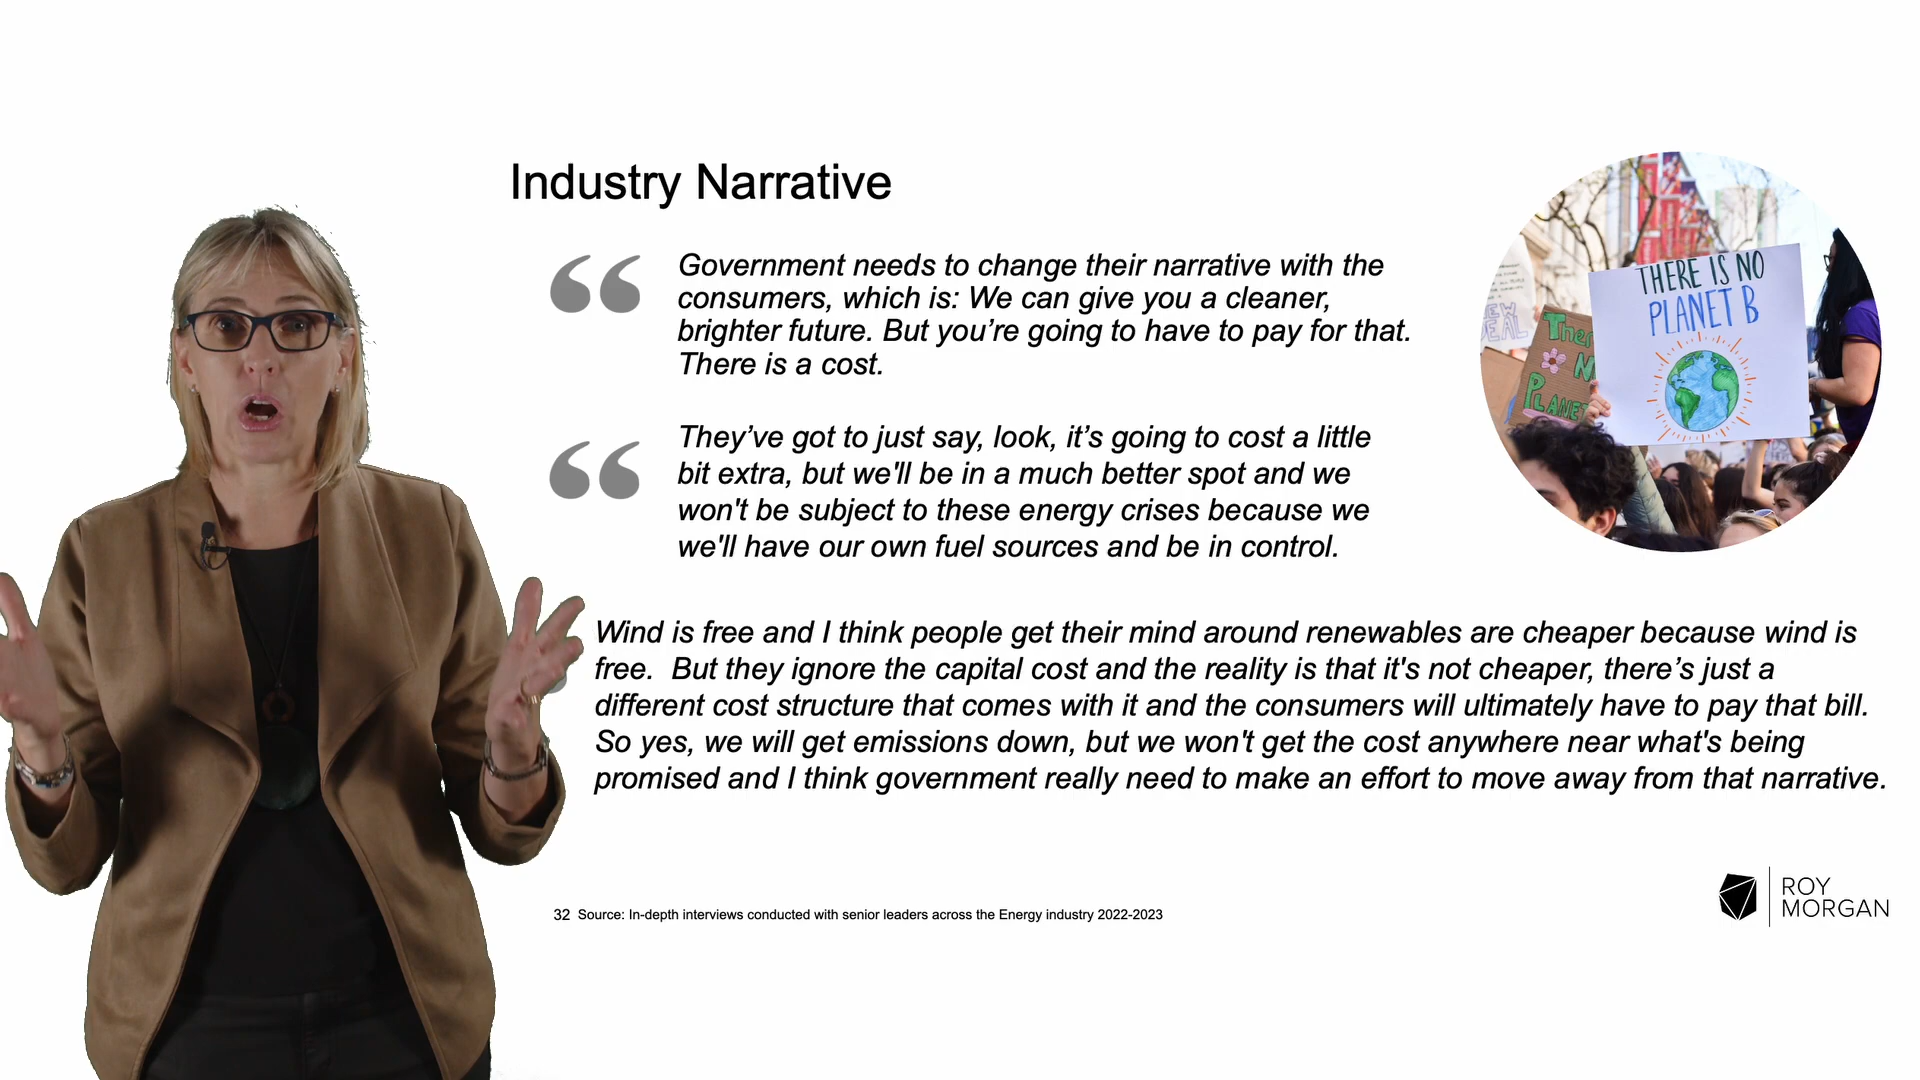 Industry Narrative
Government needs to change their narrative with the
consumers, which is: We can give you a cleaner,
brighter future. But you’re going to have to pay for that.
There is a cost.
They’ve got to just say, look, it’s going to cost a little
bit extra, but we'll be in a much better spot and we
won't be subject to these energy crises because we
we'll have our own fuel sources and be in control.
Wind is free and I think people get their mind around renewables are cheaper because wind is
free.  But they ignore the capital cost and the reality is that it's not cheaper, there’s just a
different cost structure that comes with it and the consumers will ultimately have to pay that bill.
So yes, we will get emissions down, but we won't get the cost anywhere near what's being
promised and I think government really need to make an effort to move away from that narrative.
THERE IS NO
PLANET B
PLANET
32 Source: In-depth interviews conducted with senior leaders across the Energy industry 2022-2023
ROY
MORGAN